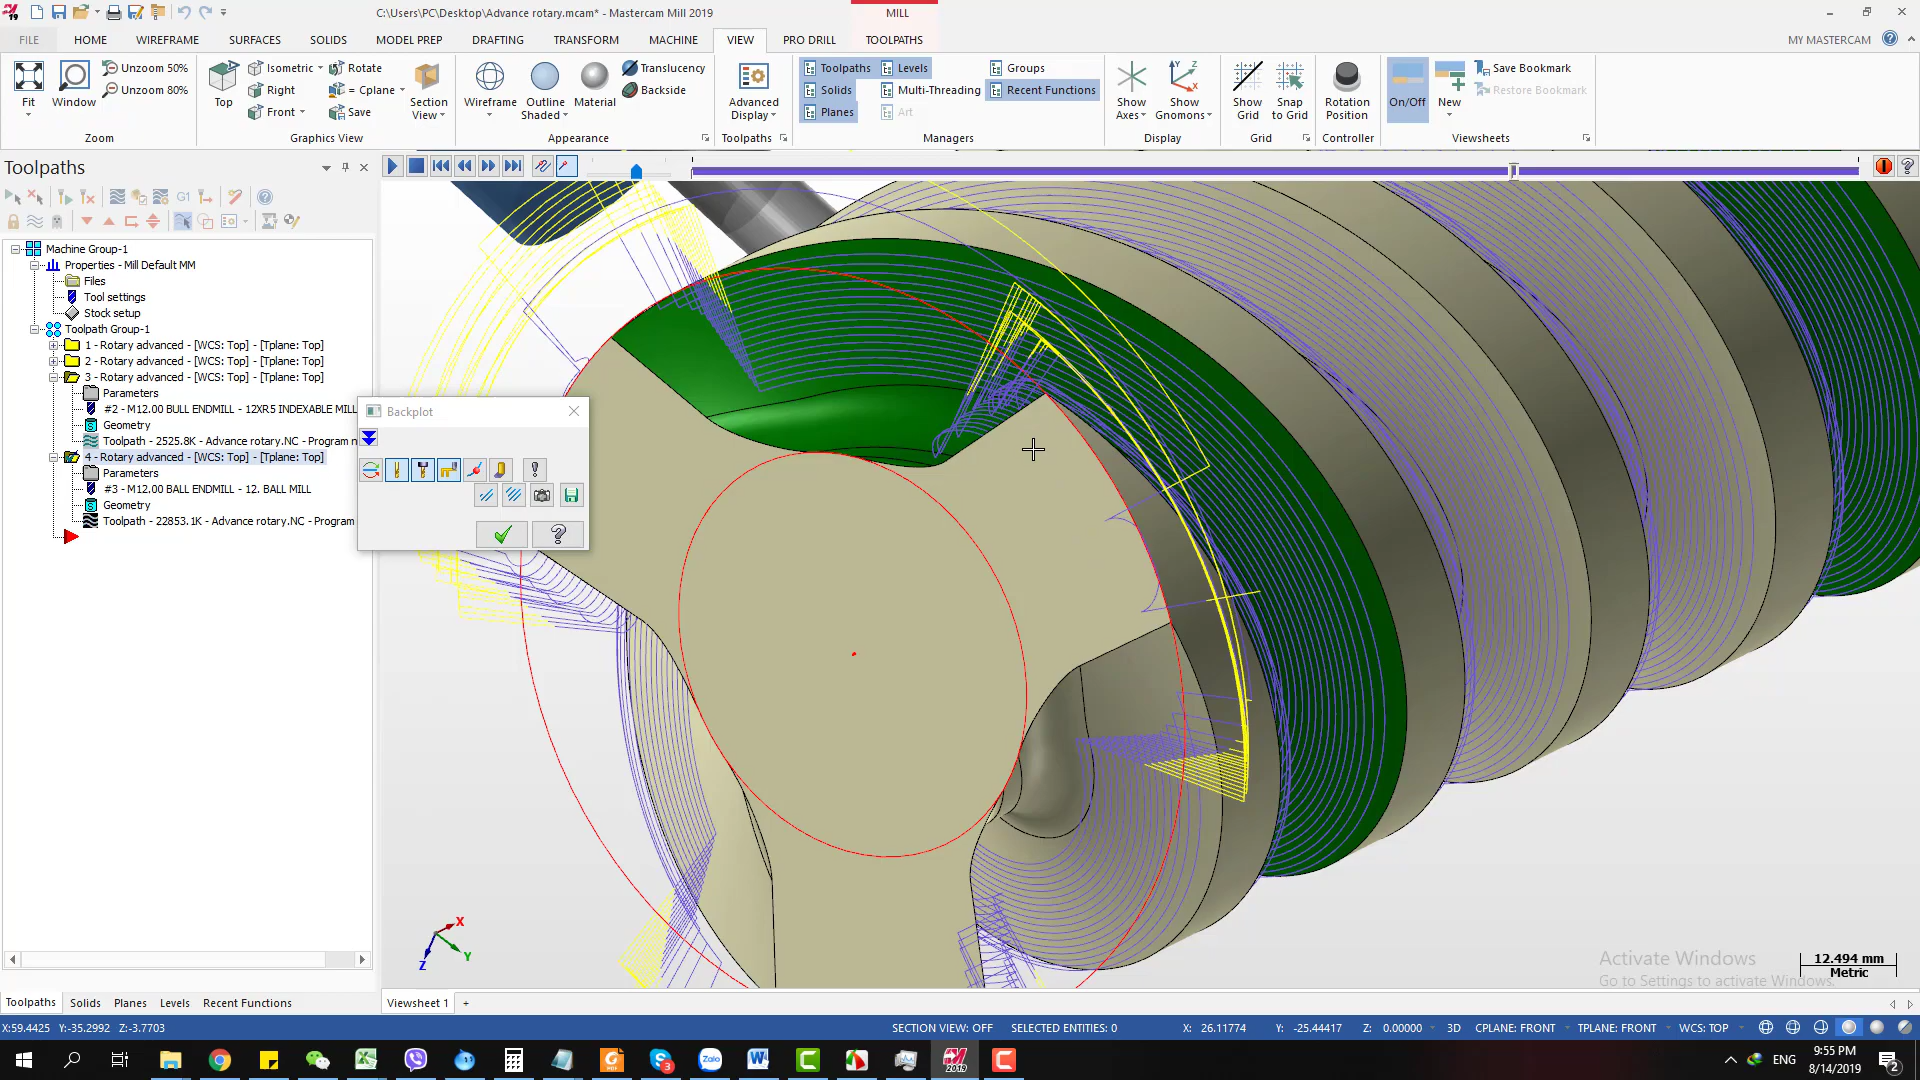 C:\Users\PC\Desktop\Advance rotary.mcam* - Mastercam Mill 2019
MILL
FILE
HOME
WIREFRAME
SURFACES
SOLIDS
MODEL PREP
DRAFTING
TRANSFORM
MACHINE
VIEW
PRO DRILL
TOOLPATHS
MY MASTERCAM
Fit
Window
Unzoom 50%
Unzoom 80%
Zoom
Top
Isometric
Right
Front
Rotate
= Cplane
Save
Section View
Graphics View
Wireframe
Outline Shaded
Material
Translucency
Backside
Appearance
Advanced Display
Toolpaths
Toolpaths
Solids
Planes
Levels
Multi-Threading
Art
Groups
Recent Functions
Managers
Show Axes
Show Gnomons
Display
Show Grid
Snap to Grid
Grid
Rotation Position
Controller
On/Off
New
Save Bookmark
Restore Bookmark
Viewsheets
Toolpaths
G1
Machine Group-1
Properties - Mill Default MM
Files
Tool settings
Stock setup
Toolpath Group-1
1 - Rotary advanced - [WCS: Top] - [Tplane: Top]
2 - Rotary advanced - [WCS: Top] - [Tplane: Top]
3 - Rotary advanced - [WCS: Top] - [Tplane: Top]
Parameters
#2 - M12.00 BULL ENDMILL - 12XR5 INDEXABLE MILL
Geometry
Toolpath - 2525.8K - Advance rotary.NC - Program n
4 - Rotary advanced - [WCS: Top] - [Tplane: Top]
Parameters
#3 - M12.00 BALL ENDMILL - 12. BALL MILL
Geometry
Toolpath - 22853.1K - Advance rotary.NC - Program
Backplot
X
Y
Z
Activate Windows
Go to Settings to activate Windows.
12.494 mm
Metric
Toolpaths
Solids
Planes
Levels
Recent Functions
Viewsheet 1
+
X:59.4425 Y:-35.2992 Z:-3.7703
SECTION VIEW: OFF
SELECTED ENTITIES: 0
X: 26.11774
Y: -25.44417
Z: 0.00000
3D
CPLANE: FRONT
TPLANE: FRONT
WCS: TOP
ENG
9:55 PM
8/14/2019
2